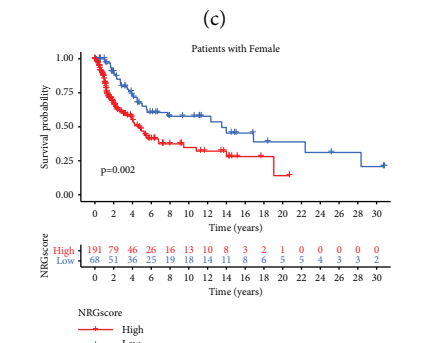 (c)
Patients with Female
Survival probability
1.00
0.75
0.50
0.25
0.00
p=0.002
0 2 4 6 8 10 12 14 16 18 20 22 24 26 28 30
Time (years)
NRGscore
High 191 79 46 26 16 13 10 8 3 2 1 0 0 0 0 0
Low 68 51 36 25 19 18 14 11 8 6 5 5 4 3 3 2
0 2 4 6 8 10 12 14 16 18 20 22 24 26 28 30
Time (years)
NRGscore
High